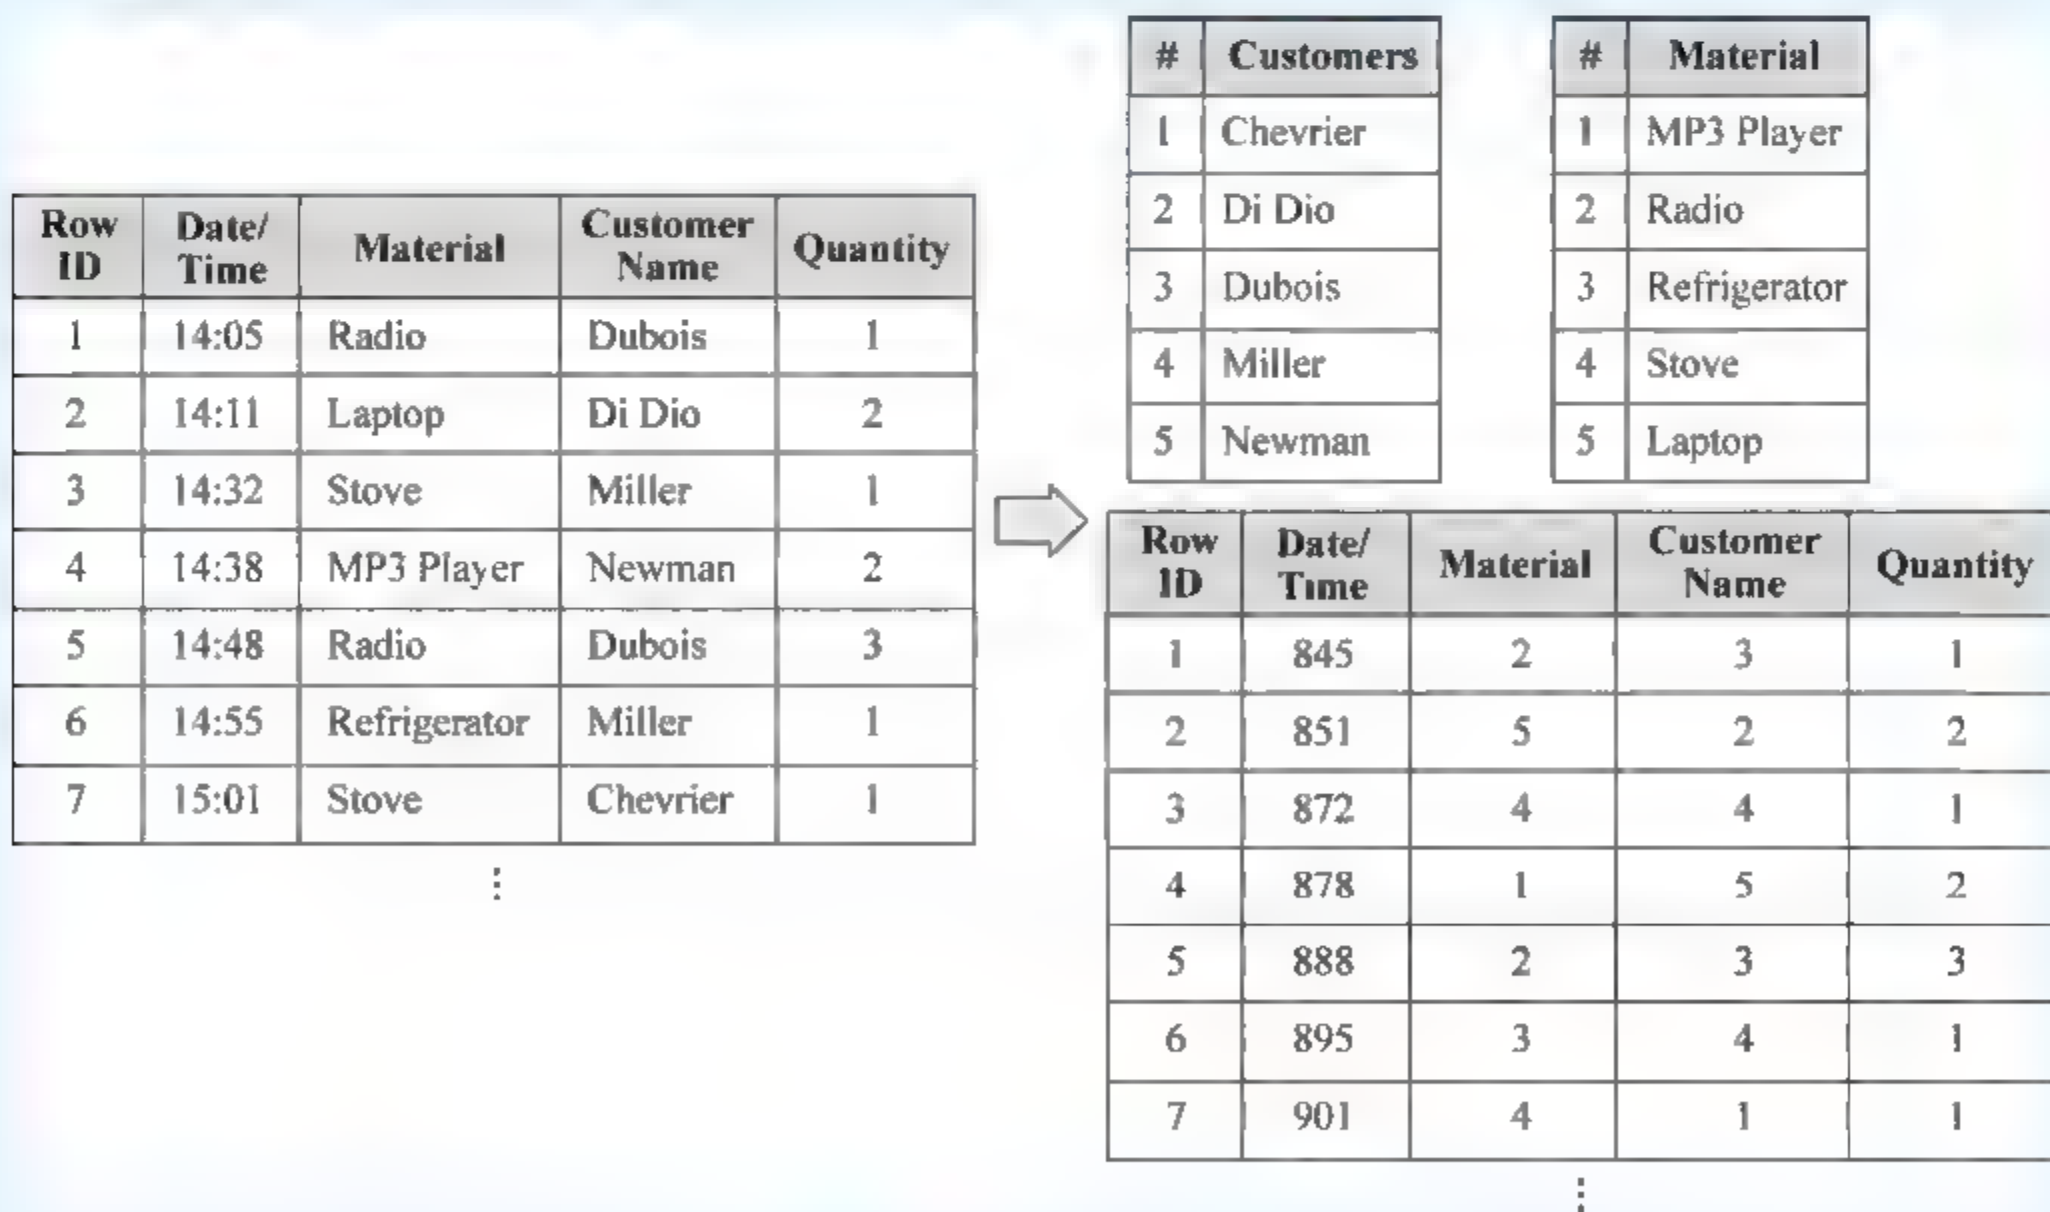 Row ID | Date/ Time | Material | Customer Name | Quantity
1 | 14:05 | Radio | Dubois | 1
2 | 14:11 | Laptop | Di Dio | 2
3 | 14:32 | Stove | Miller | 1
4 | 14:38 | MP3 Player | Newman | 2
5 | 14:48 | Radio | Dubois | 3
6 | 14:55 | Refrigerator | Miller | 1
7 | 15:01 | Stove | Chevrier | 1
⋮
# | Customers
1 | Chevrier
2 | Di Dio
3 | Dubois
4 | Miller
5 | Newman
# | Material
1 | MP3 Player
2 | Radio
3 | Refrigerator
4 | Stove
5 | Laptop
Row ID | Date/ Time | Material | Customer Name | Quantity
1 | 845 | 2 | 3 | 1
2 | 851 | 5 | 2 | 2
3 | 872 | 4 | 4 | 1
4 | 878 | 1 | 5 | 2
5 | 888 | 2 | 3 | 3
6 | 895 | 3 | 4 | 1
7 | 901 | 4 | 1 | 1
⋮